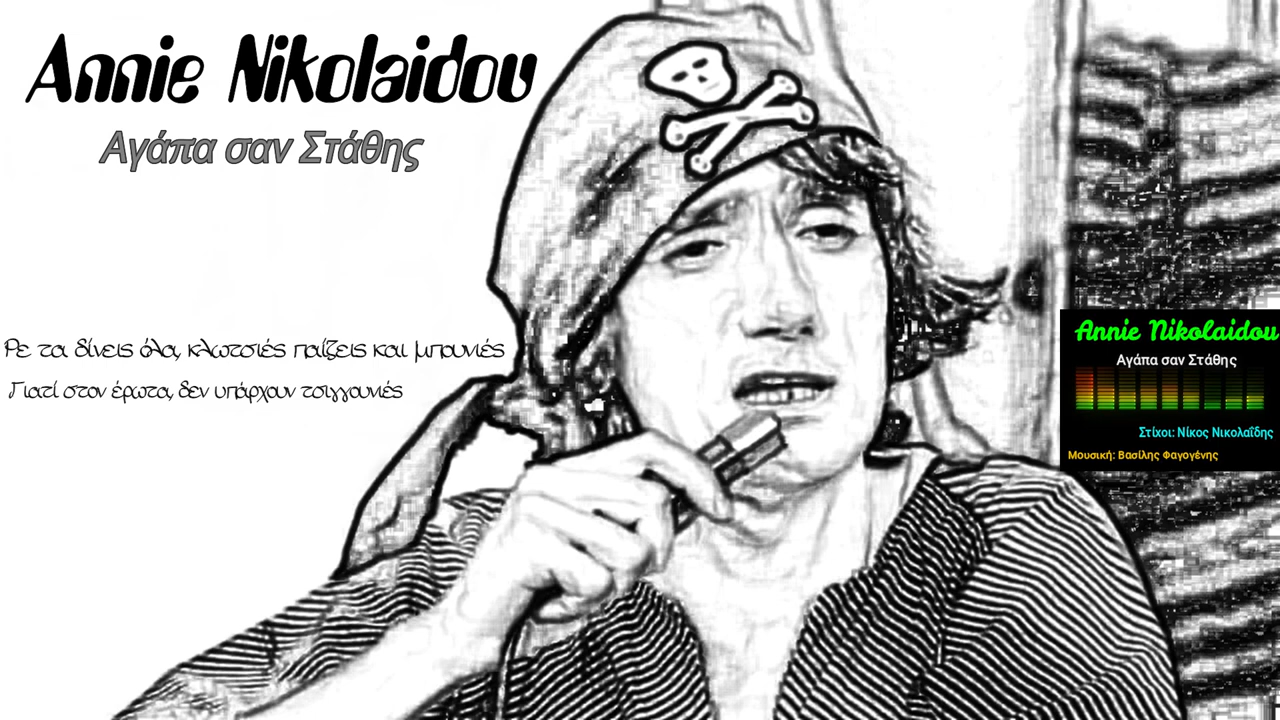 Annie Nikolaidou
Αγάπα σαν Στάθης
Ρε τα δίνεις όλα, κλωτσιές παίζεις και μπουνιές
Γιατί στον έρωτα, δεν υπάρχουν τσιγγουνιές
Annie Nikolaidou
Αγάπα σαν Στάθης
Στίχοι: Νίκος Νικολαΐδης
Μουσική: Βασίλης Φαγογένης